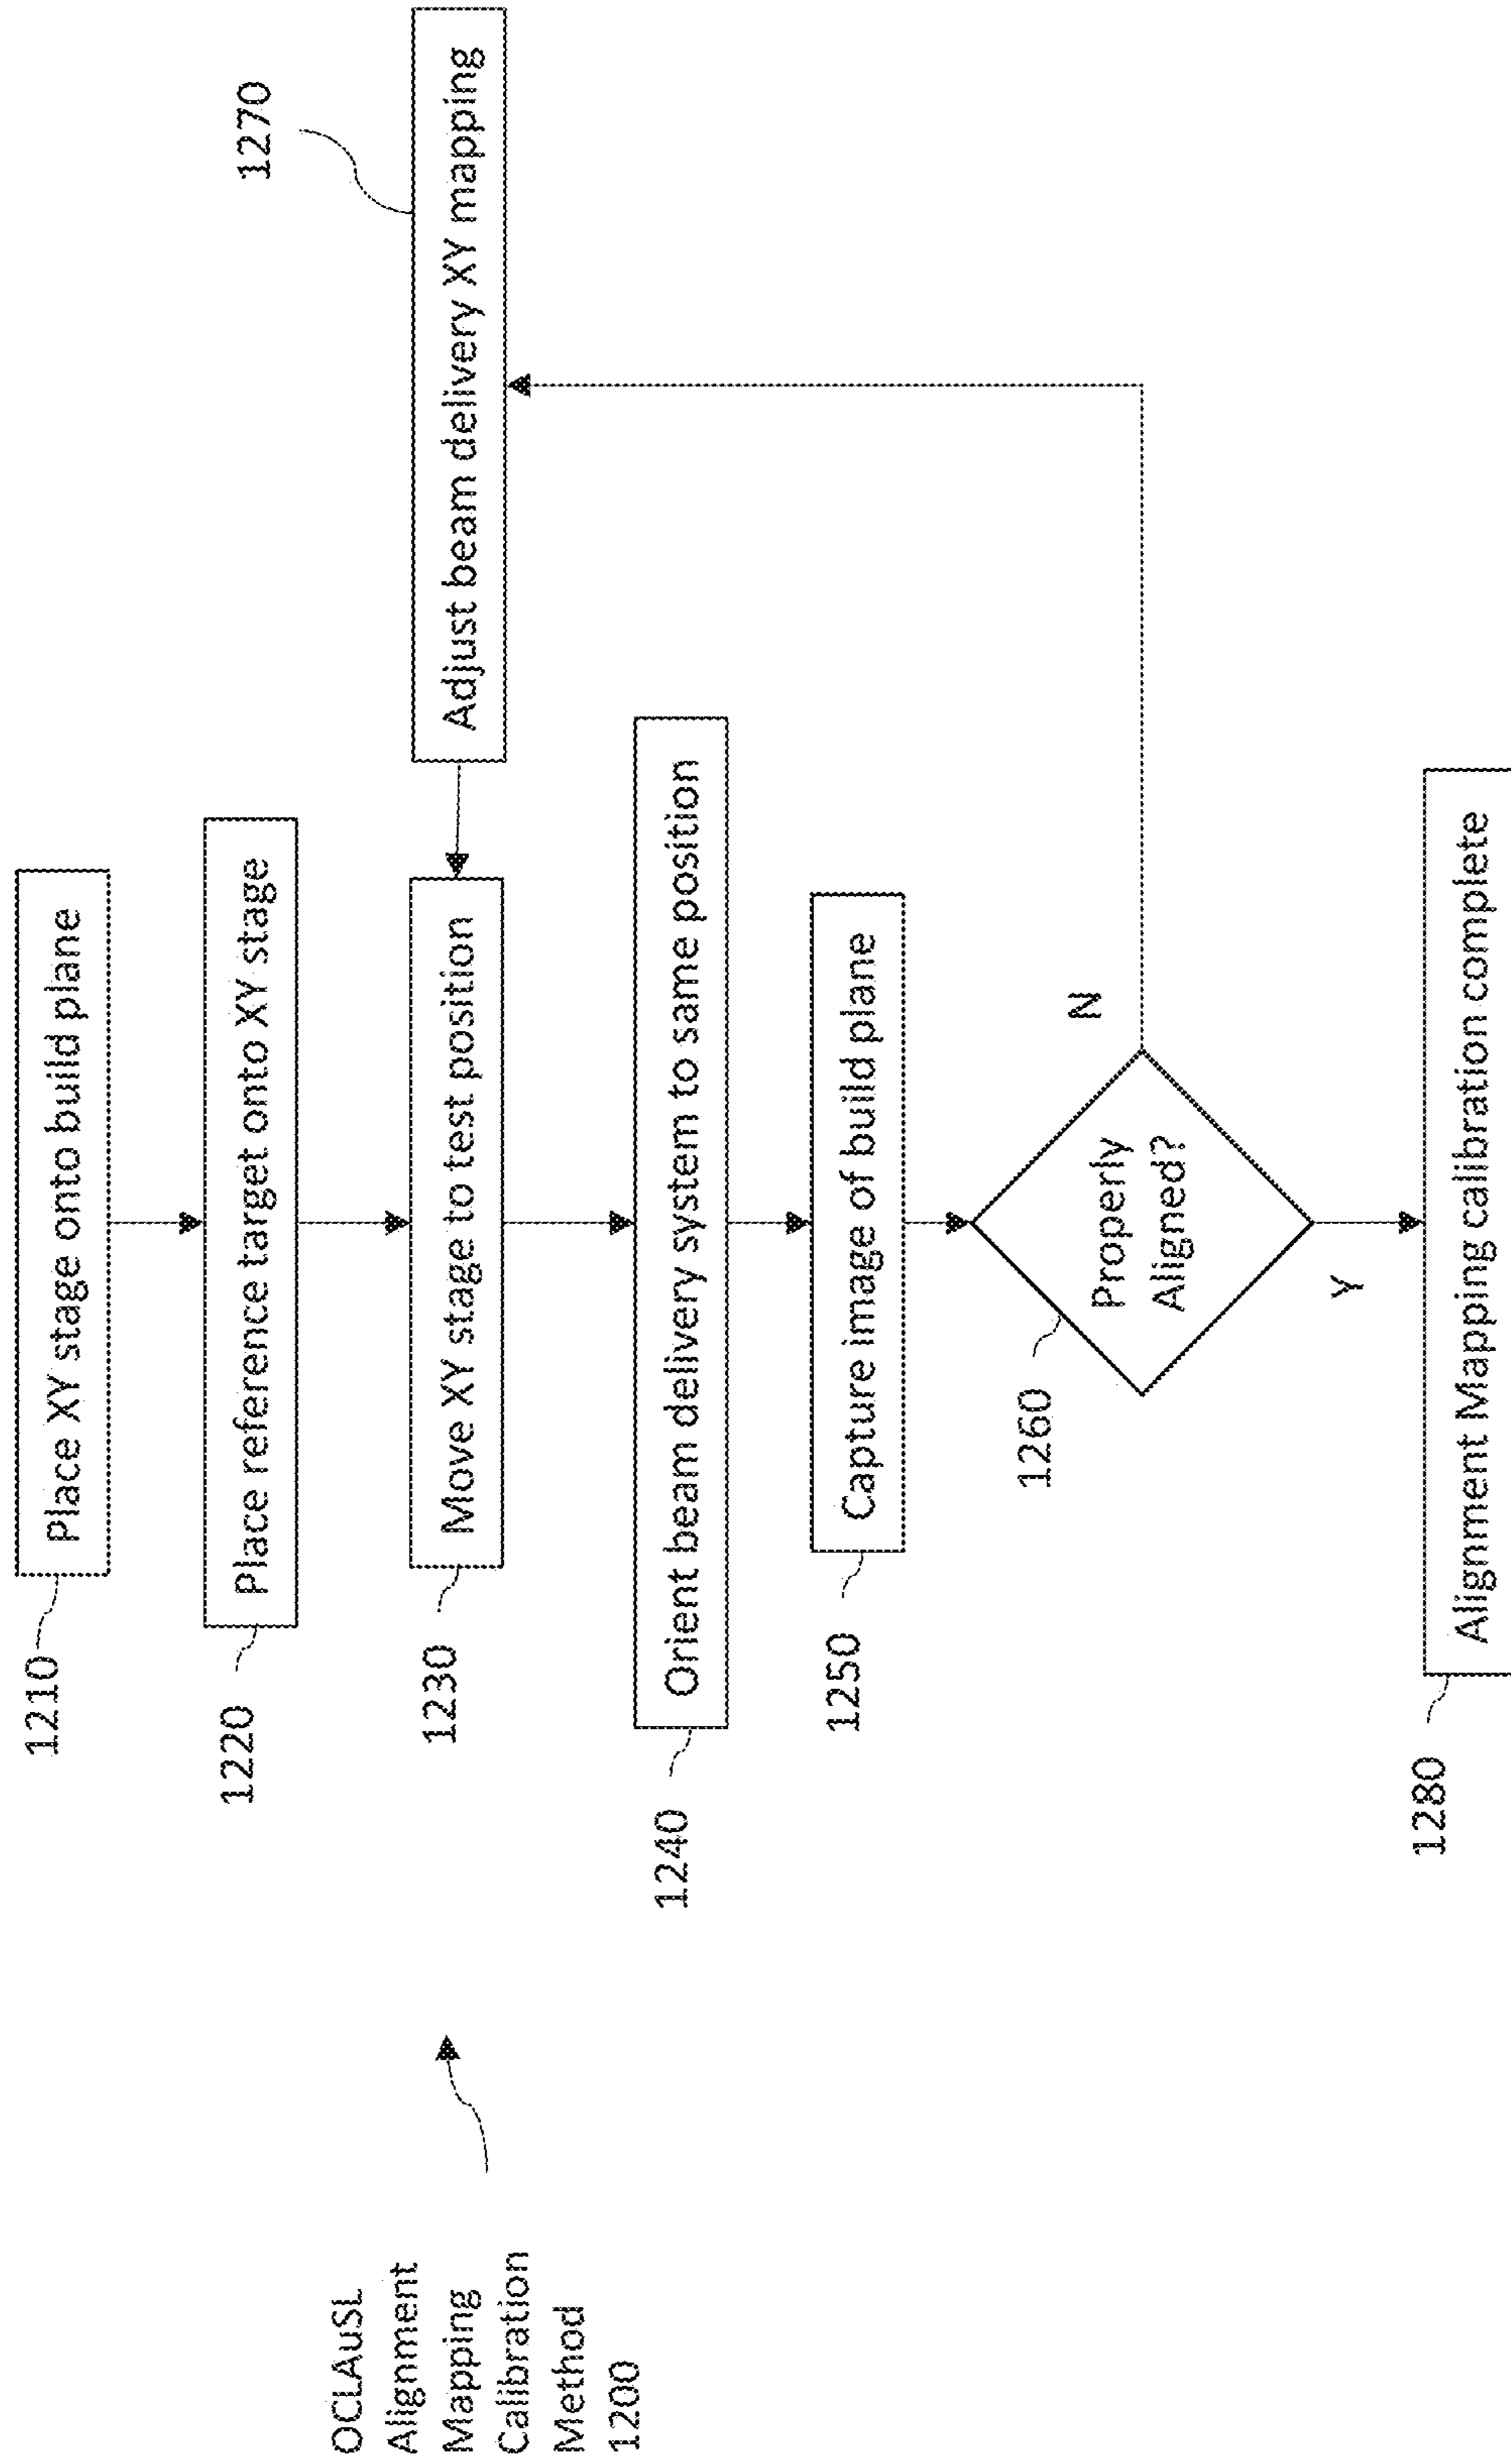 OCLAuSL
Alignment
Mapping
Calibration
Method
1200
1210
Place XY stage onto build plane
1220
Place reference target onto XY stage
1230
Move XY stage to test position
1270
Adjust beam delivery XY mapping
1240
Orient beam delivery system to same position
1250
Capture image of build plane
1260
Properly
Aligned?
N
Y
1280
Alignment Mapping calibration complete